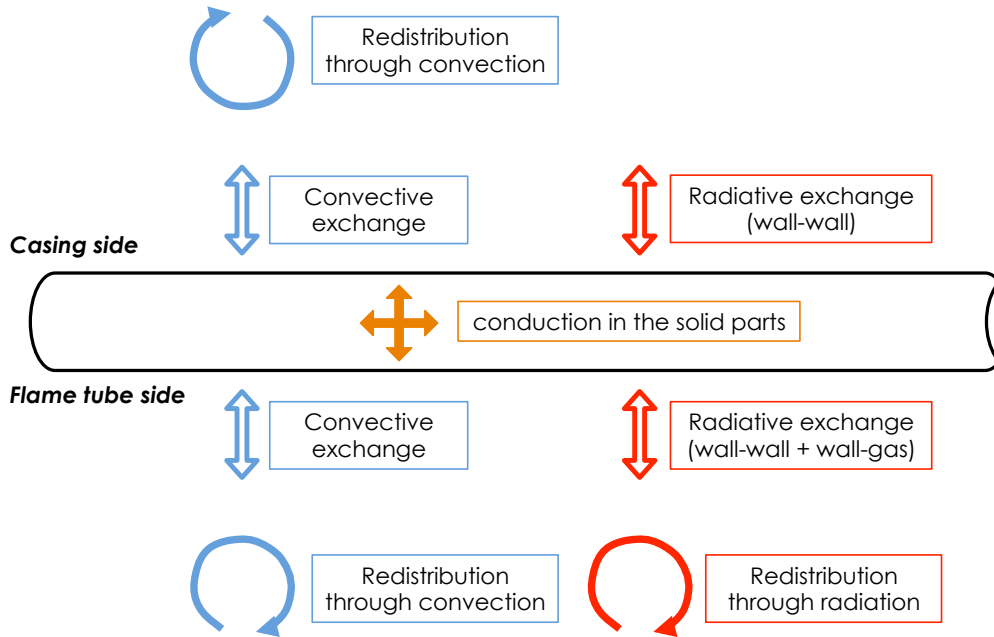 Redistribution
through convection
Convective
exchange
Radiative exchange
(wall-wall)
Casing side
conduction in the solid parts
Flame tube side
Convective
exchange
Radiative exchange
(wall-wall + wall-gas)
Redistribution
through convection
Redistribution
through radiation